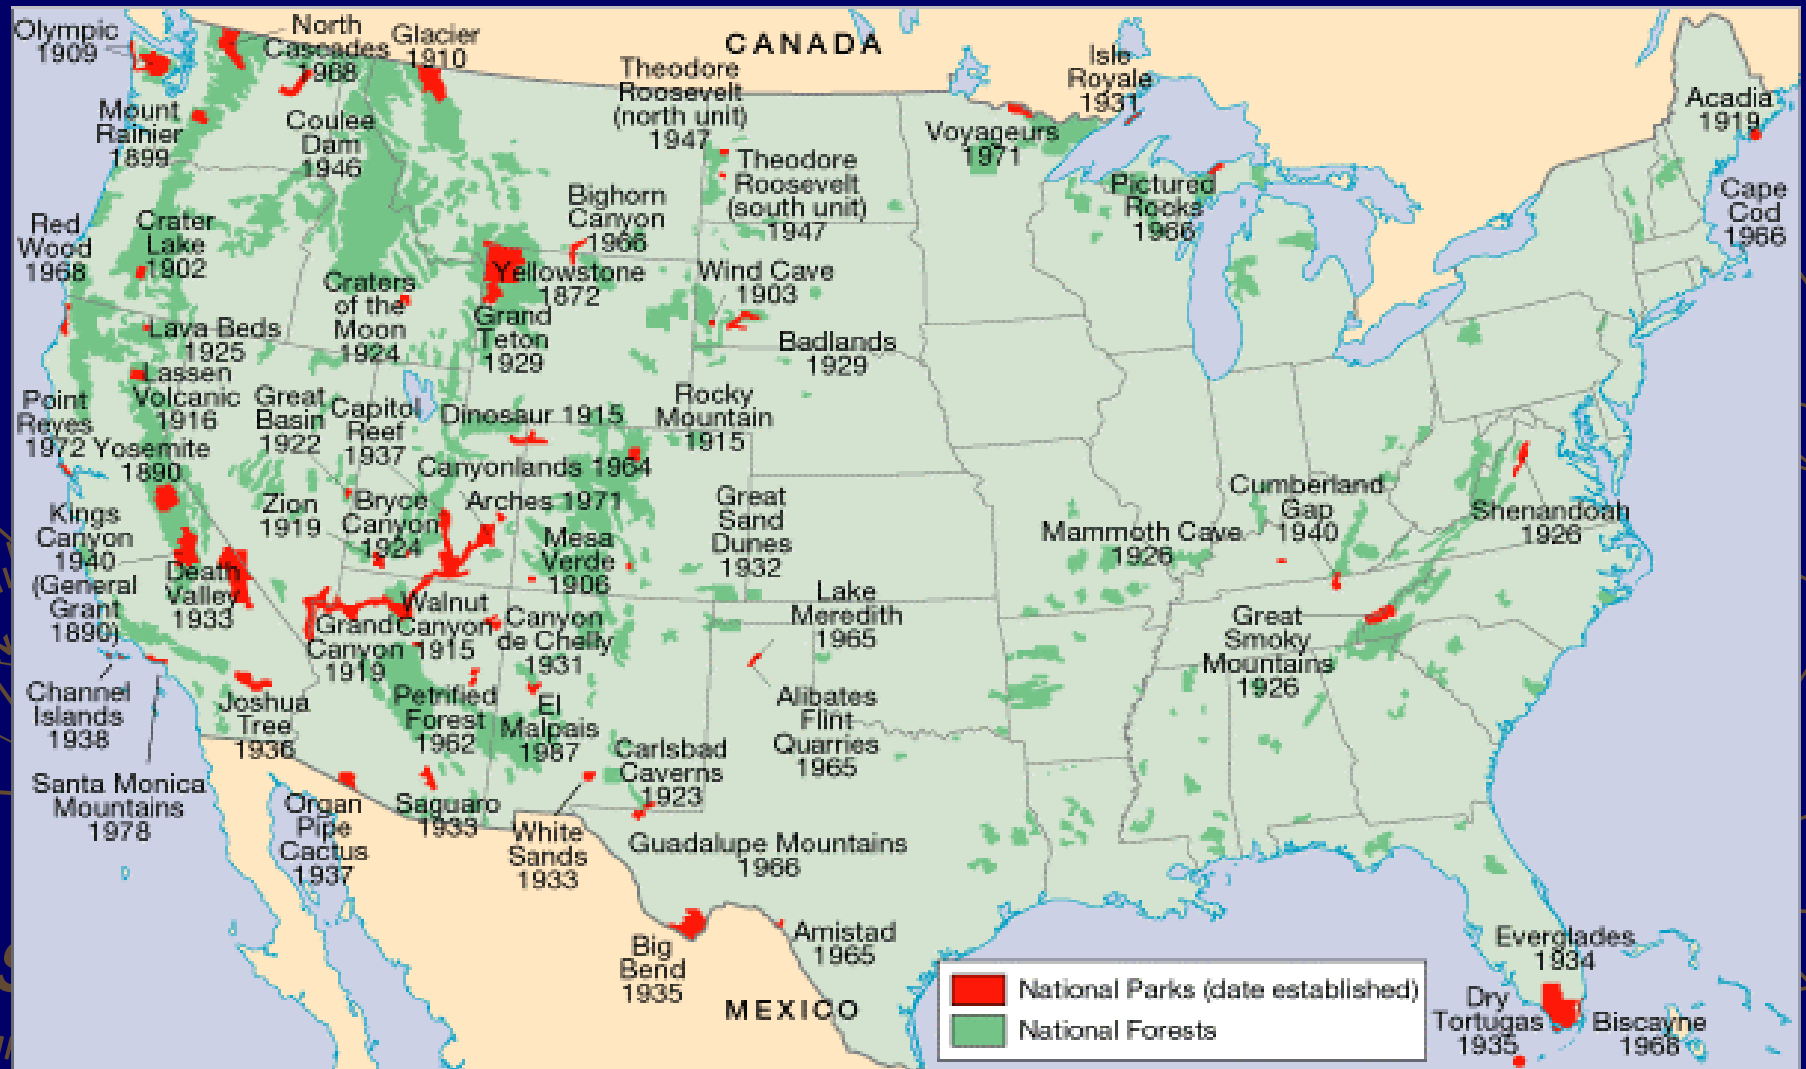 Olympic
1909
North
Cascades
1968
Glacier
1910
CANADA
Theodore
Roosevelt
(north unit)
1947
Isle
Royale
1931
Acadia
1919
Mount
Rainier
1899
Coulee
Dam
1946
Voyageurs
1971
Theodore
Roosevelt
(south unit)
1947
Bighorn
Canyon
1966
Pictured
Rocks
1966
Cape
Cod
1966
Red
Wood
1968
Crater
Lake
1902
Craters
of the
Moon
1924
Yellowstone
1872
Grand
Teton
1929
Wind Cave
1903
Badlands
1929
Lava Beds
1925
Lassen
Volcanic
1916
Point
Reyes
1972
Yosemite
1890
Great
Basin
1922
Capitol
Reef
1937
Dinosaur 1915
Rocky
Mountain
1915
Canyonlands 1964
Arches 1971
Zion
1919
Bryce
Canyon
1924
Kings
Canyon
1940
(General
Grant
1890)
Death
Valley
1933
Mesa
Verde
1906
Great
Sand
Dunes
1932
Mammoth Cave
1926
Cumberland
Gap
1940
Shenandoah
1926
Lake
Meredith
1965
Grand
Canyon
1919
Walnut
Canyon
1915
Canyon
de Chelly
1931
Great
Smoky
Mountains
1926
Channel
Islands
1938
Joshua
Tree
1936
Petrified
Forest
1962
El
Malpais
1987
Alibates
Flint
Quarries
1965
Carlsbad
Caverns
1923
Santa Monica
Mountains
1978
Organ
Pipe
Cactus
1937
Saguaro
1933
White
Sands
1933
Guadalupe Mountains
1966
Big
Bend
1935
Amistad
1965
MEXICO
Everglades
1934
Dry
Tortugas
1935
Biscayne
1968
National Parks (date established)
National Forests